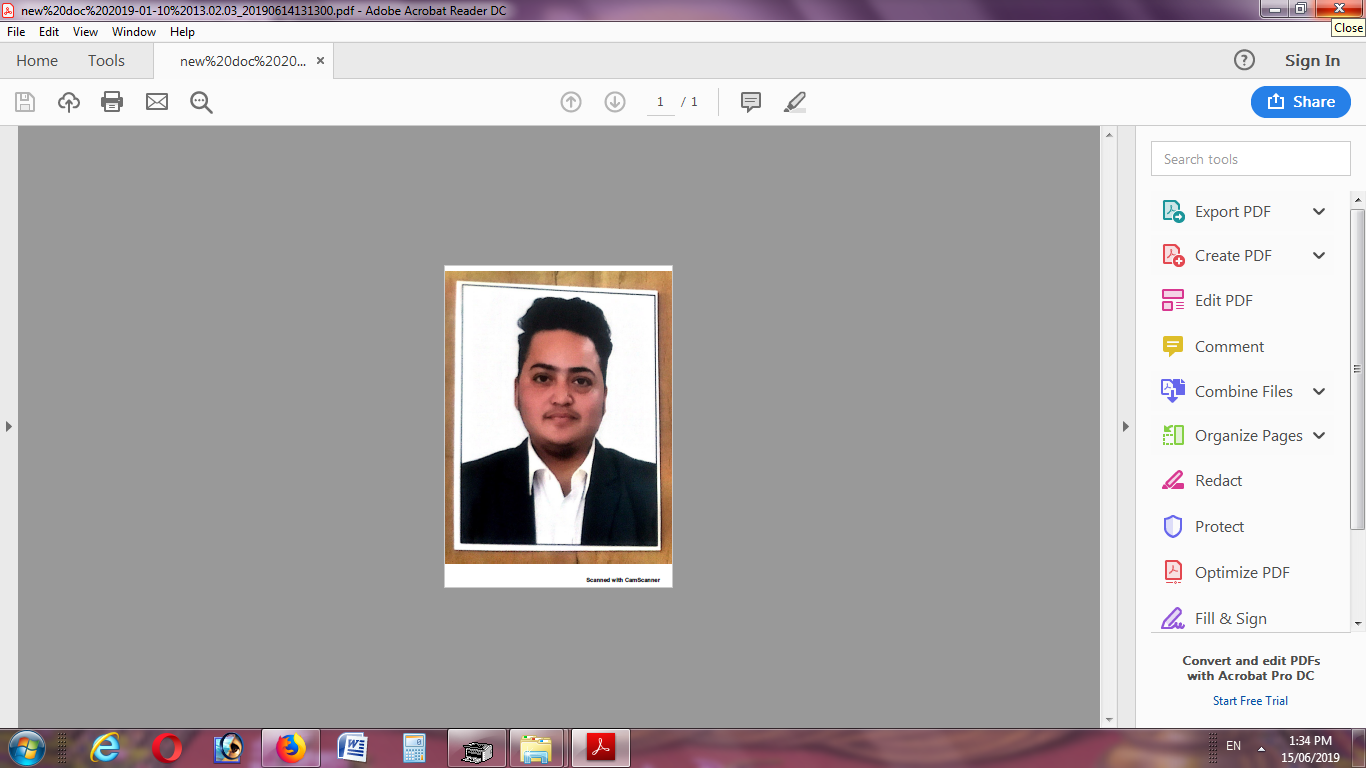 new%20doc%202019-01-10%2013.02.03_20190614131300.pdf - Adobe Acrobat Reader DC
Close
File Edit View Window Help
Home Tools new%20doc%2020... Sign In
1 / 1 Share
Search tools
Export PDF
Create PDF
Edit PDF
Comment
Combine Files
Organize Pages
Redact
Protect
Optimize PDF
Fill & Sign
Scanned with CamScanner
Convert and edit PDFs
with Acrobat Pro DC
Start Free Trial
EN 1:34 PM
15/06/2019